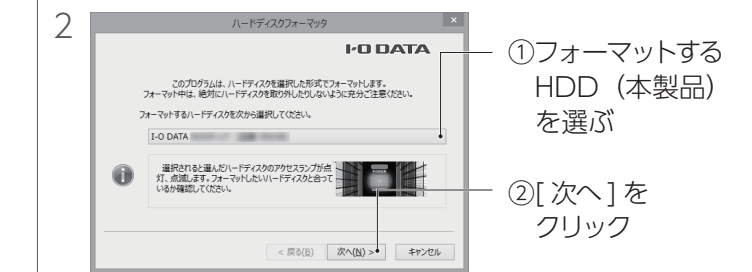 2
ハードディスクフォーマッタ
×
I-O DATA
このプログラムは、ハードディスクを選択した形式でフォーマットします。
フォーマット中は、絶対にハードディスクを取り外したりしないように充分ご注意ください。
フォーマットするハードディスクを次から選択してください。
I-O DATA
選択されると選んだハードディスクのアクセスランプが点
灯、点滅します。フォーマットしたいハードディスクと合って
いるか確認してください。
< 戻る(B)
次へ(N) >
キャンセル
①フォーマットする
HDD（本製品）
を選ぶ
②[ 次へ ] を
クリック